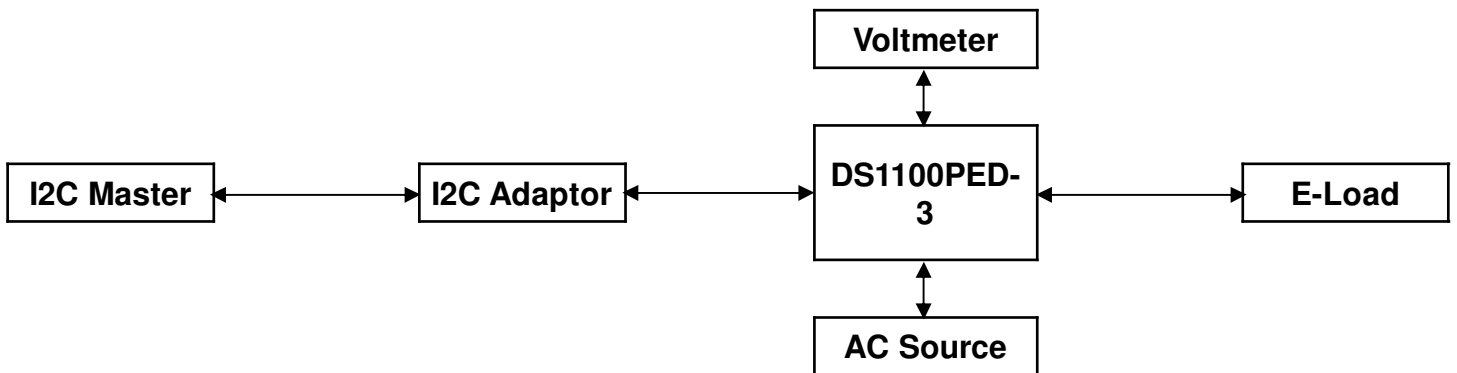 Voltmeter
I2C Master
I2C Adaptor
DS1100PED-
3
E-Load
AC Source